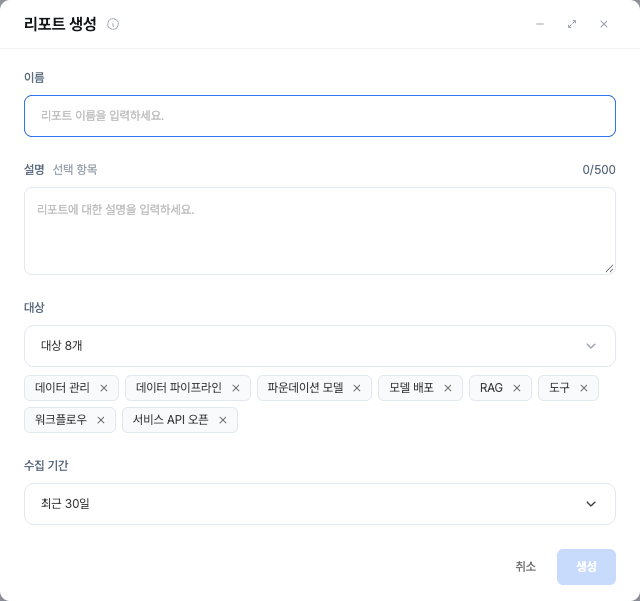 리포트 생성
이름
리포트 이름을 입력하세요.
설명 선택 항목 0/500
리포트에 대한 설명을 입력하세요.
대상
대상 8개
데이터 관리 데이터 파이프라인 파운데이션 모델 모델 배포 RAG 도구
워크플로우 서비스 API 오픈
수집 기간
최근 30일
취소 생성